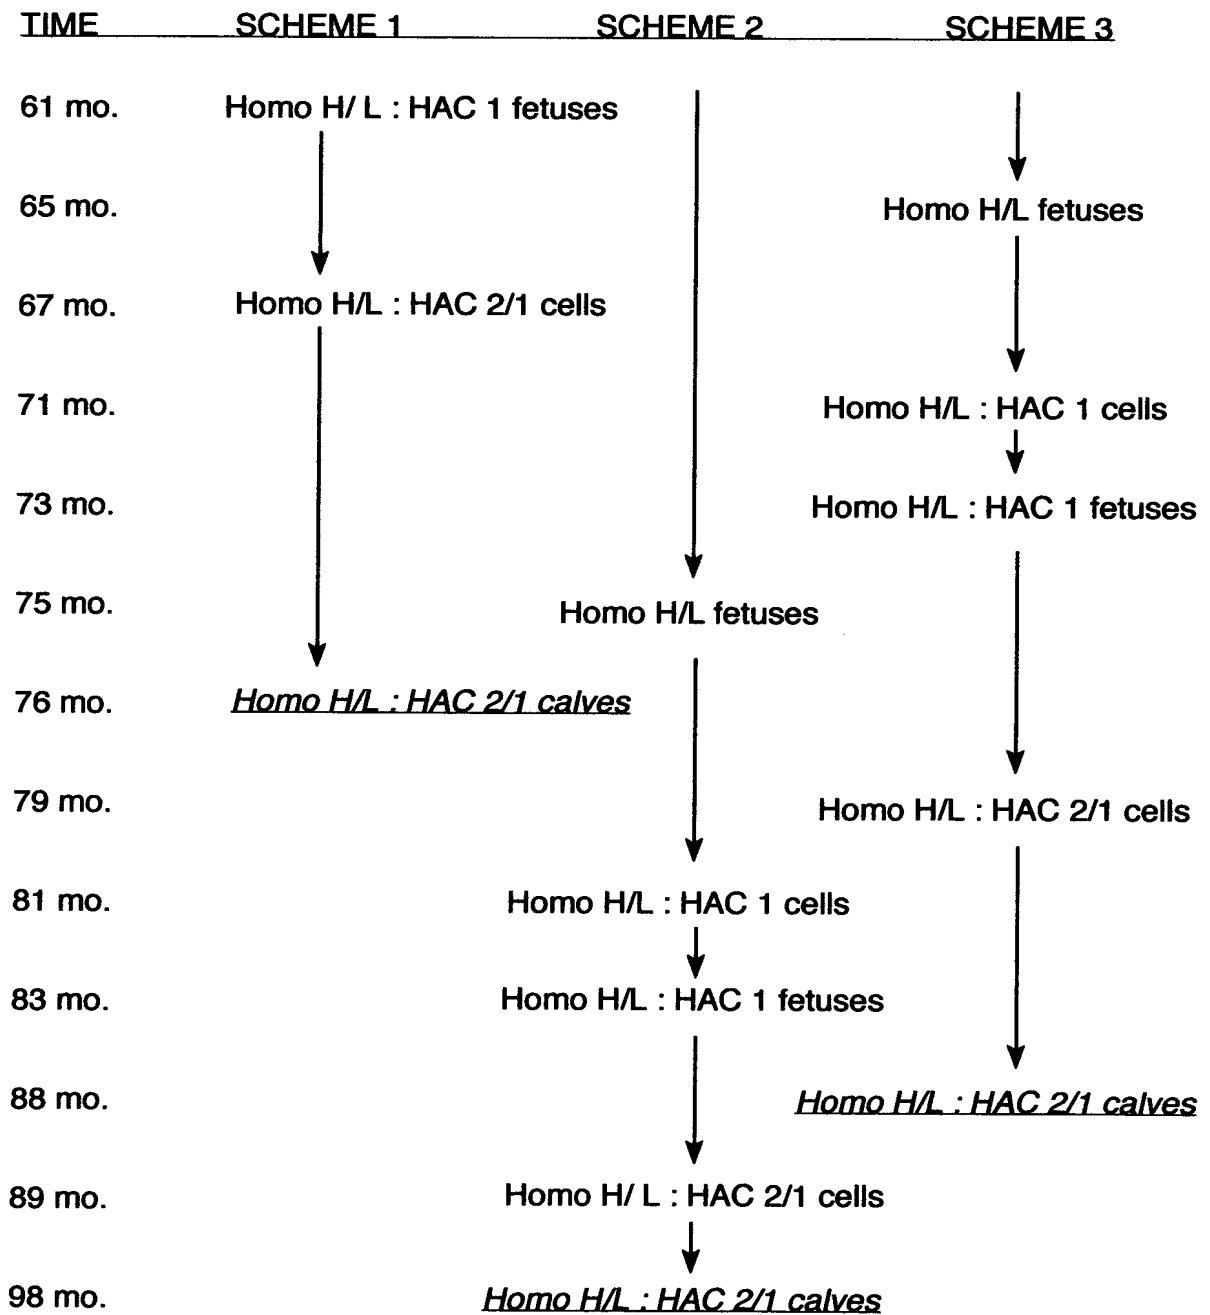 TIME SCHEME 1 SCHEME 2 SCHEME 3
61 mo. Homo H/ L : HAC 1 fetuses
65 mo. Homo H/L fetuses
67 mo. Homo H/L : HAC 2/1 cells
71 mo. Homo H/L : HAC 1 cells
73 mo. Homo H/L : HAC 1 fetuses
75 mo. Homo H/L fetuses
76 mo. Homo H/L : HAC 2/1 calves
79 mo. Homo H/L : HAC 2/1 cells
81 mo. Homo H/L : HAC 1 cells
83 mo. Homo H/L : HAC 1 fetuses
88 mo. Homo H/L : HAC 2/1 calves
89 mo. Homo H/ L : HAC 2/1 cells
98 mo. Homo H/L : HAC 2/1 calves